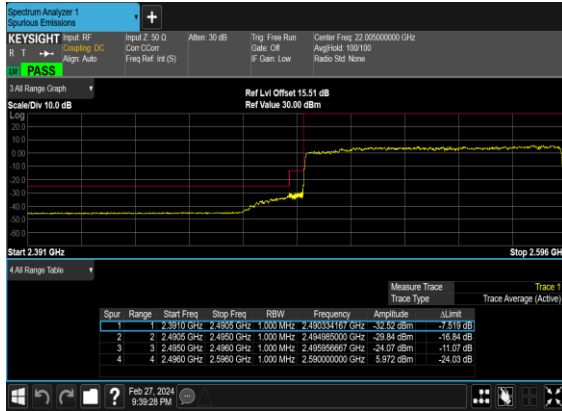 Spectrum Analyzer 1
Spurious Emissions
KEYSIGHT Input: RF Input Z: 50 Ω Atten: 30 dB Trig: Free Run Center Freq: 22.005000000 GHz
R T Coupling: DC Corr CCorr Gate: Off Avg|Hold: 100/100
Align: Auto Freq Ref: Int (S) IF Gain: Low Radio Std: None
PASS
3 All Range Graph
Ref Lvl Offset 15.51 dB
Scale/Div 10.0 dB Ref Value 30.00 dBm
Log
20.0
10.0
0.00
-10.0
-20.0
-30.0
-40.0
-50.0
-60.0
Start 2.391 GHz Stop 2.596 GH
4 All Range Table
Measure Trace Trace 1
Trace Type Trace Average (Active)
Spur Range Start Freq Stop Freq RBW Frequency Amplitude ΔLimit
1 1 2.3910 GHz 2.4905 GHz 1.000 MHz 2.490334167 GHz -32.52 dBm -7.519 dB
2 2 2.4905 GHz 2.4950 GHz 1.000 MHz 2.494985000 GHz -29.84 dBm -16.84 dB
3 3 2.4950 GHz 2.4960 GHz 1.000 MHz 2.495956667 GHz -24.07 dBm -11.07 dB
4 4 2.4960 GHz 2.5960 GHz 1.000 MHz 2.590000000 GHz 5.972 dBm -24.03 dB
? Feb 27, 2024
9:39:28 PM